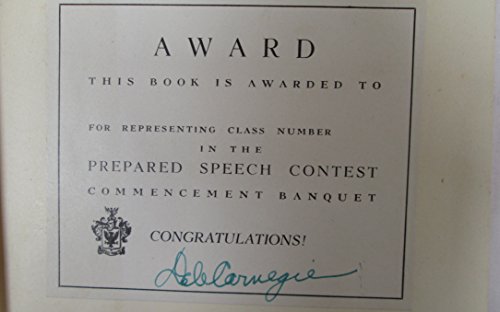 AWARD
THIS BOOK IS AWARDED TO
FOR REPRESENTING CLASS NUMBER
IN THE
PREPARED SPEECH CONTEST
COMMENCEMENT BANQUET
CONGRATULATIONS!
Dale Carnegie